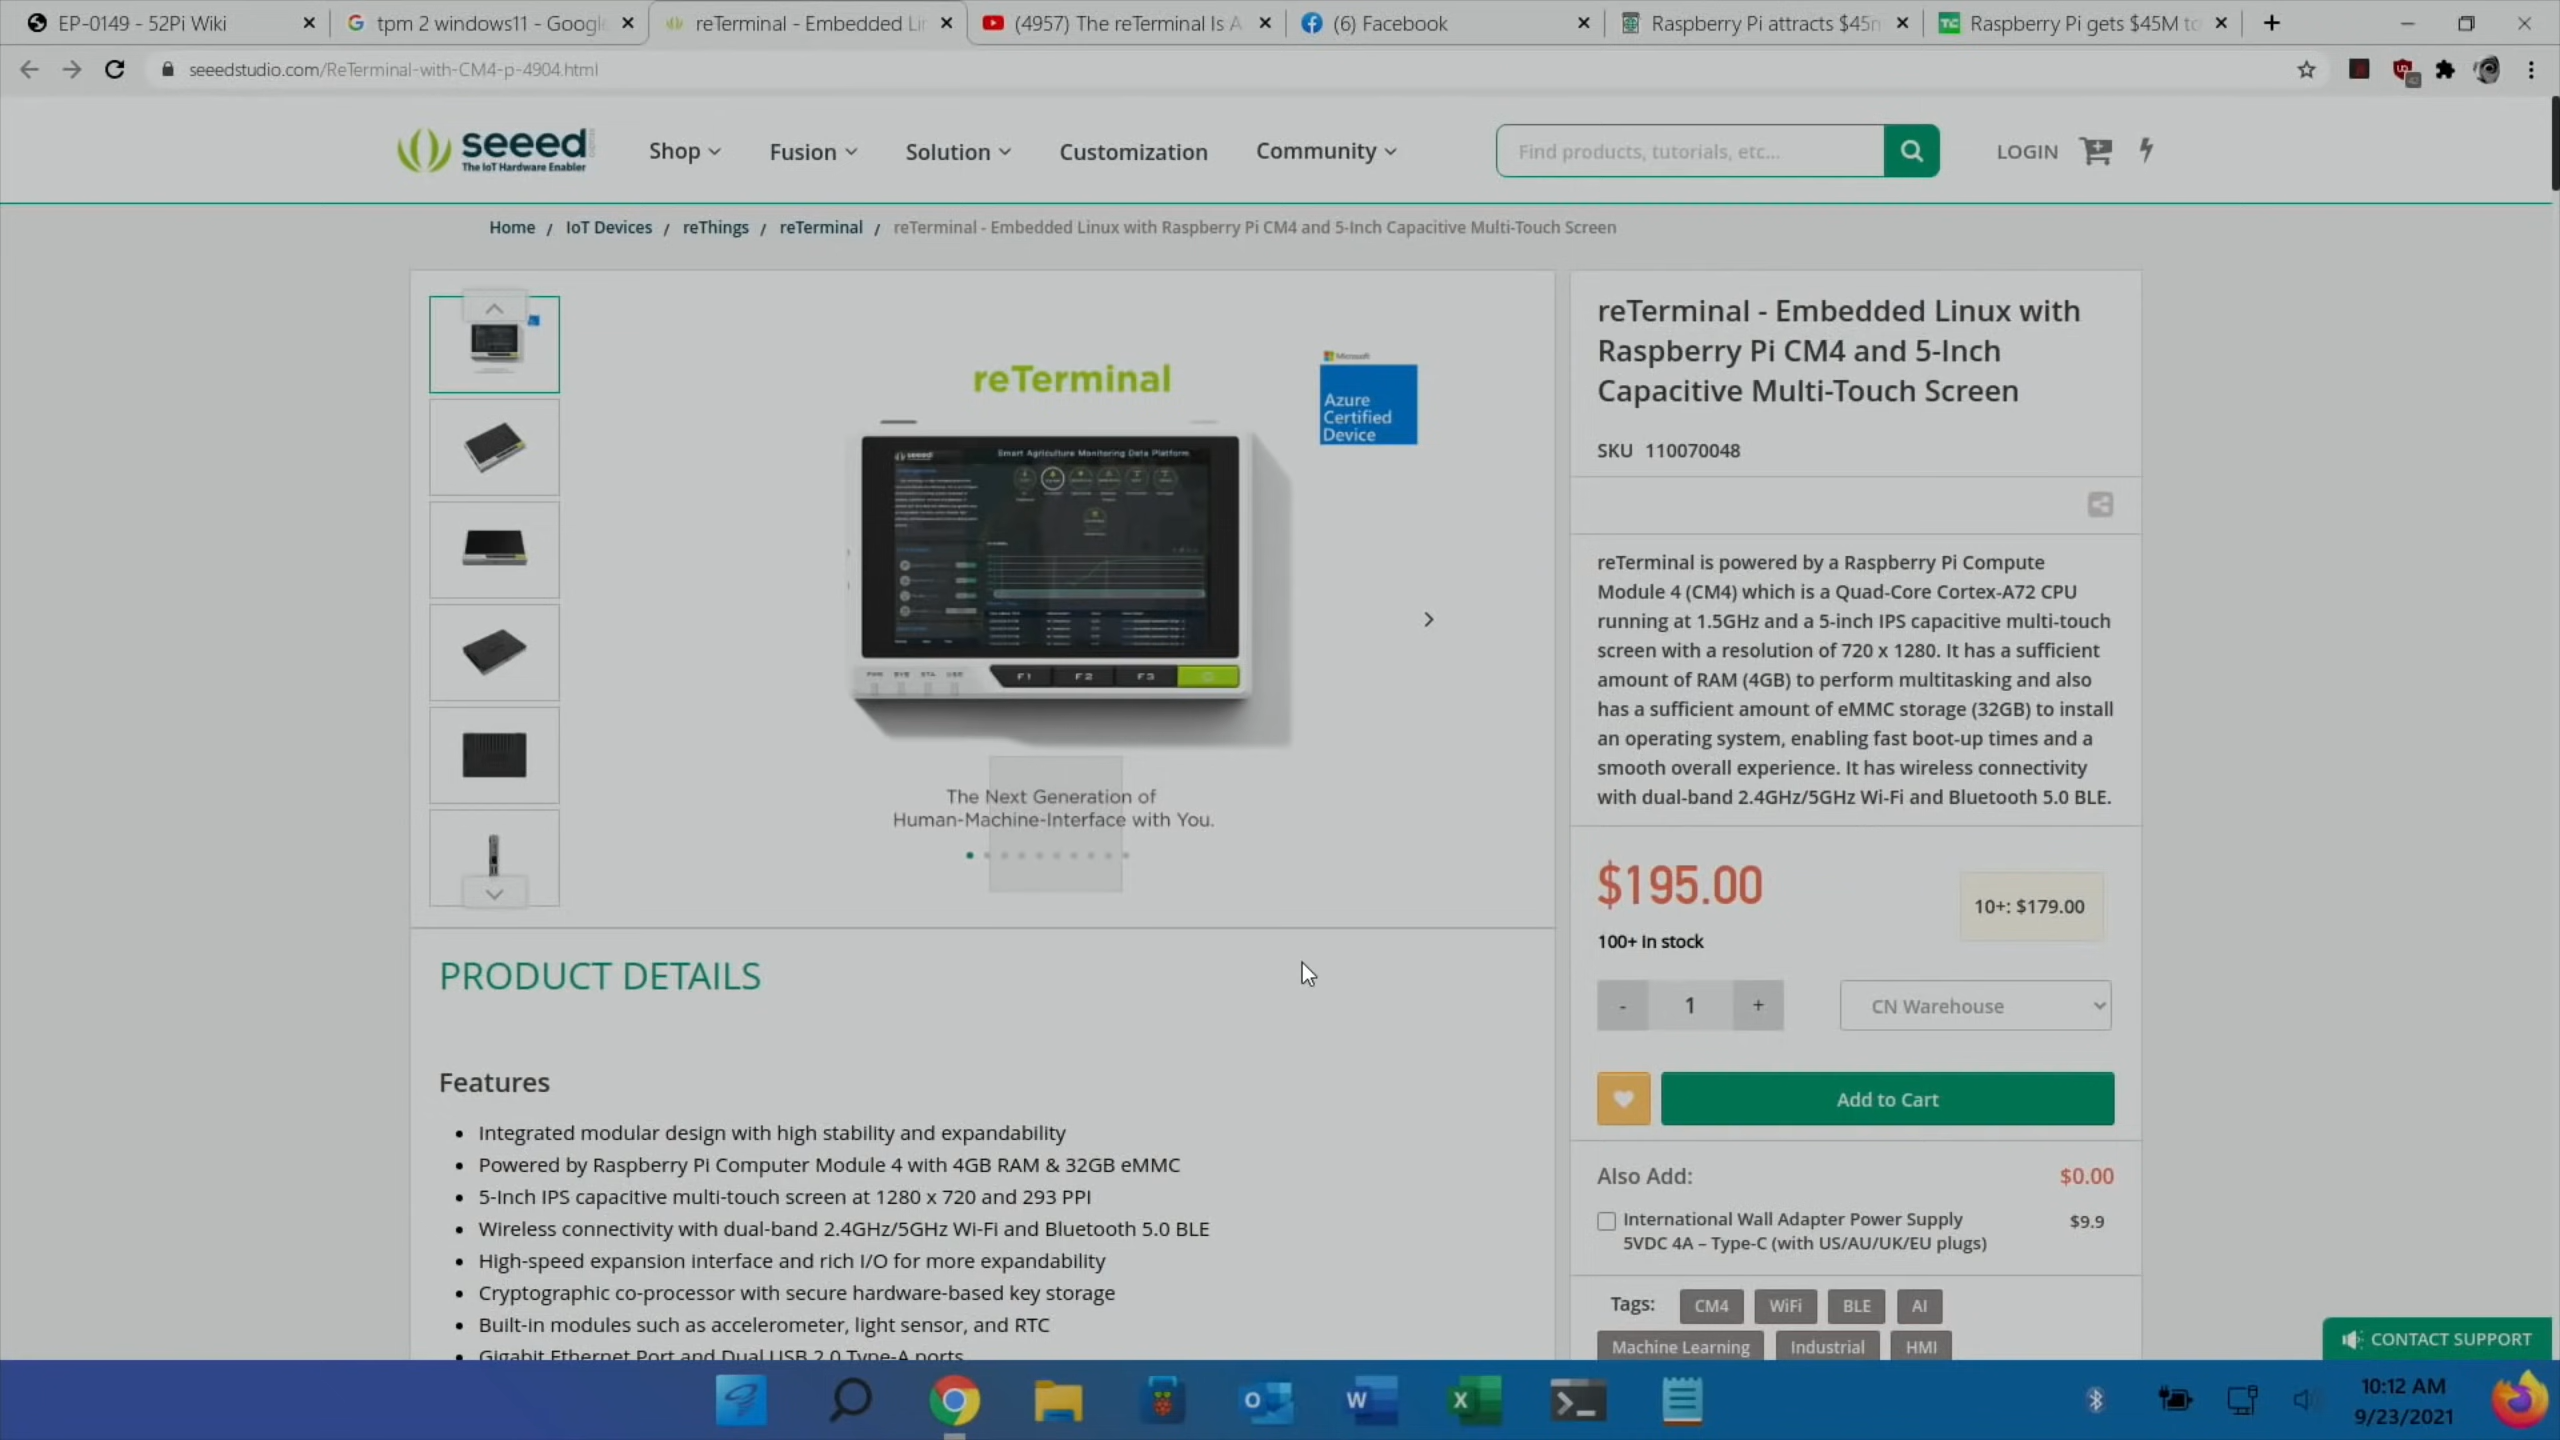 EP-0149 - 52Pi Wiki
tpm 2 windows11 - Google
reTerminal - Embedded Lin
(4957) The reTerminal Is A
(6) Facebook
Raspberry Pi attracts $45m
Raspberry Pi gets $45M to
seeedstudio.com/ReTerminal-with-CM4-p-4904.html
seeed
The IoT Hardware Enabler
Shop
Fusion
Solution
Customization
Community
Find products, tutorials, etc...
LOGIN
Home / IoT Devices / reThings / reTerminal / reTerminal - Embedded Linux with Raspberry Pi CM4 and 5-Inch Capacitive Multi-Touch Screen
reTerminal
Microsoft
Azure
Certified
Device
seeed
Smart Agriculture Monitoring Data Platform
PWR SYS STA USR
F1 F2 F3
The Next Generation of
Human-Machine-Interface with You.
PRODUCT DETAILS
Features
• Integrated modular design with high stability and expandability
• Powered by Raspberry Pi Computer Module 4 with 4GB RAM & 32GB eMMC
• 5-Inch IPS capacitive multi-touch screen at 1280 x 720 and 293 PPI
• Wireless connectivity with dual-band 2.4GHz/5GHz Wi-Fi and Bluetooth 5.0 BLE
• High-speed expansion interface and rich I/O for more expandability
• Cryptographic co-processor with secure hardware-based key storage
• Built-in modules such as accelerometer, light sensor, and RTC
• Gigabit Ethernet Port and Dual USB 2.0 Type-A ports
reTerminal - Embedded Linux with
Raspberry Pi CM4 and 5-Inch
Capacitive Multi-Touch Screen
SKU 110070048
reTerminal is powered by a Raspberry Pi Compute
Module 4 (CM4) which is a Quad-Core Cortex-A72 CPU
running at 1.5GHz and a 5-inch IPS capacitive multi-touch
screen with a resolution of 720 x 1280. It has a sufficient
amount of RAM (4GB) to perform multitasking and also
has a sufficient amount of eMMC storage (32GB) to install
an operating system, enabling fast boot-up times and a
smooth overall experience. It has wireless connectivity
with dual-band 2.4GHz/5GHz Wi-Fi and Bluetooth 5.0 BLE.
$195.00
10+: $179.00
100+ In stock
- 1 +
CN Warehouse
Add to Cart
Also Add:
$0.00
International Wall Adapter Power Supply
5VDC 4A – Type-C (with US/AU/UK/EU plugs)
$9.9
Tags: CM4 WiFi BLE AI
Machine Learning Industrial HMI
CONTACT SUPPORT
10:12 AM
9/23/2021